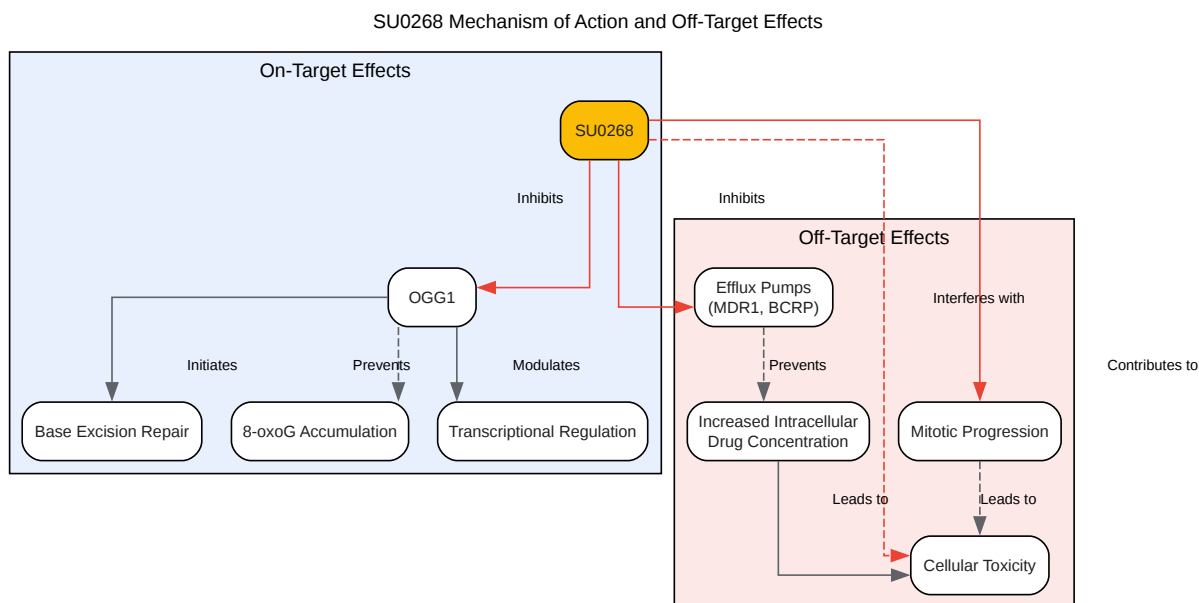 SU0268 Mechanism of Action and Off-Target Effects
On-Target Effects
SU0268
Inhibits
Inhibits
Off-Target Effects
OGG1
Efflux Pumps
(MDR1, BCRP)
Interferes with
Initiates
Prevents
Modulates
Prevents
Contributes to
Base Excision Repair
8-oxoG Accumulation
Transcriptional Regulation
Increased Intracellular
Drug Concentration
Mitotic Progression
Leads to
Leads to
Cellular Toxicity